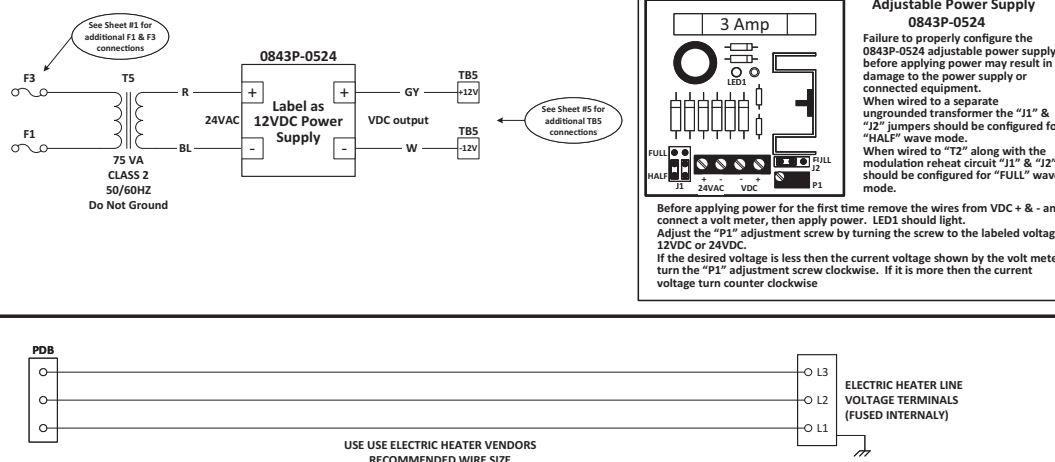 See Sheet #1 for
additional F1 & F3
connections
F3
T5
F1
75 VA
CLASS 2
50/60HZ
Do Not Ground
R
BL
24VAC
0843P-0524
+
+
Label as
12VDC Power
Supply
-
-
VDC output
GY
W
TB5
+12V
TB5
-12V
See Sheet #5 for
additional TB5
connections
3 Amp
LED1
FULL
HALF
J1
+ - - +
24VAC VDC
FULL
J2
P1
Adjustable Power Supply
0843P-0524
Failure to properly configure the
0843P-0524 adjustable power supply
before applying power may result in
damage to the power supply or
connected equipment.
When wired to a separate
ungrounded transformer the "J1" &
"J2" jumpers should be configured fo
"HALF" wave mode.
When wired to "T2" along with the
modulation reheat circuit "J1" & "J2"
should be configured for "FULL" wav
mode.
Before applying power for the first time remove the wires from VDC + & - an
connect a volt meter, then apply power. LED1 should light.
Adjust the "P1" adjustment screw by turning the screw to the labeled voltag
12VDC or 24VDC.
If the desired voltage is less then the current voltage shown by the volt mete
turn the "P1" adjustment screw clockwise. If it is more then the current
voltage turn counter clockwise
PDB
L3
L2
L1
ELECTRIC HEATER LINE
VOLTAGE TERMINALS
(FUSED INTERNALY)
USE USE ELECTRIC HEATER VENDORS
RECOMMENDED WIRE SIZE